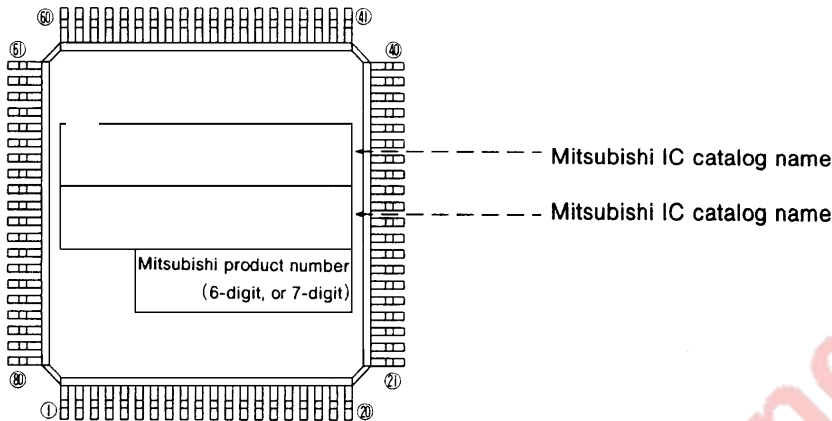 60 41
61 40
Mitsubishi IC catalog name
Mitsubishi IC catalog name
Mitsubishi product number
(6-digit, or 7-digit)
80 21
1 20